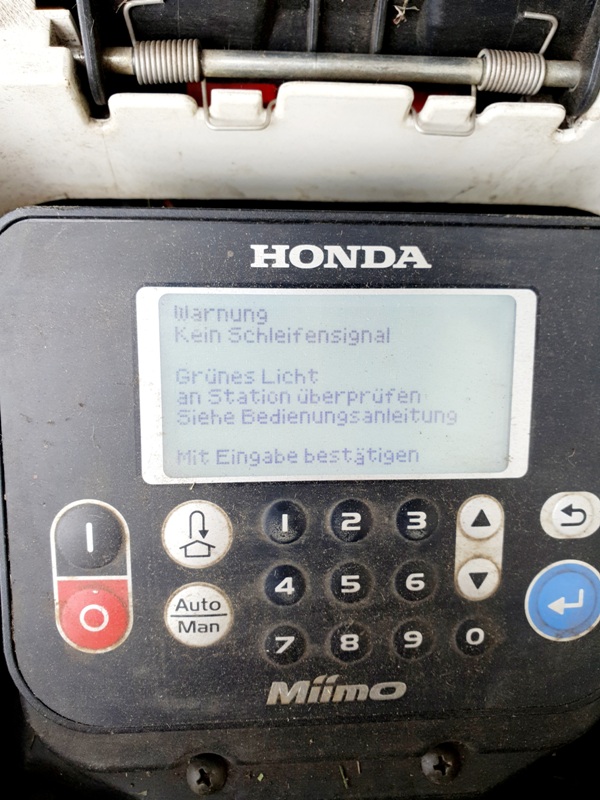 HONDA
Warnung
Kein Schleifensignal
Grünes Licht
an Station überprüfen
Siehe Bedienungsanleitung
Mit Eingabe bestätigen
I
1 2 3
O
Auto
Man
4 5 6
7 8 9 0
Miimo